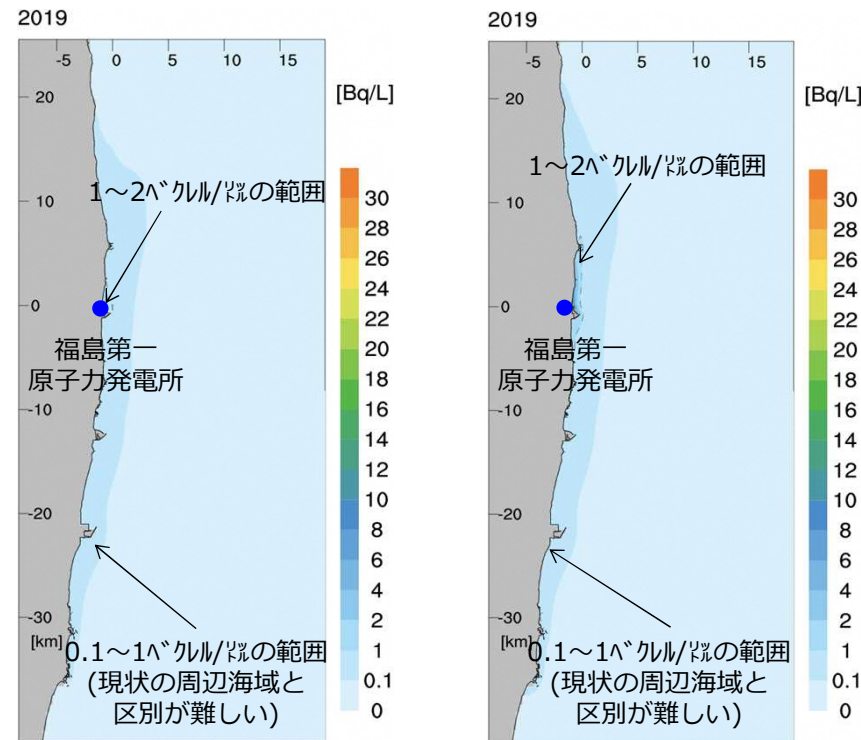 2019
-5 0 5 10 15
[Bq/L]
20
10
0
-10
-20
-30
[km]
1～2ﾍﾞｸﾚﾙ/㍑の範囲
福島第一
原子力発電所
0.1～1ﾍﾞｸﾚﾙ/㍑の範囲
(現状の周辺海域と
区別が難しい)
30
28
26
24
22
20
18
16
14
12
10
8
6
4
2
1
0.1
0
2019
-5 0 5 10 15
[Bq/L]
20
10
0
-10
-20
-30
[km]
1～2ﾍﾞｸﾚﾙ/㍑の範囲
福島第一
原子力発電所
0.1～1ﾍﾞｸﾚﾙ/㍑の範囲
(現状の周辺海域と
区別が難しい)
30
28
26
24
22
20
18
16
14
12
10
8
6
4
2
1
0.1
0